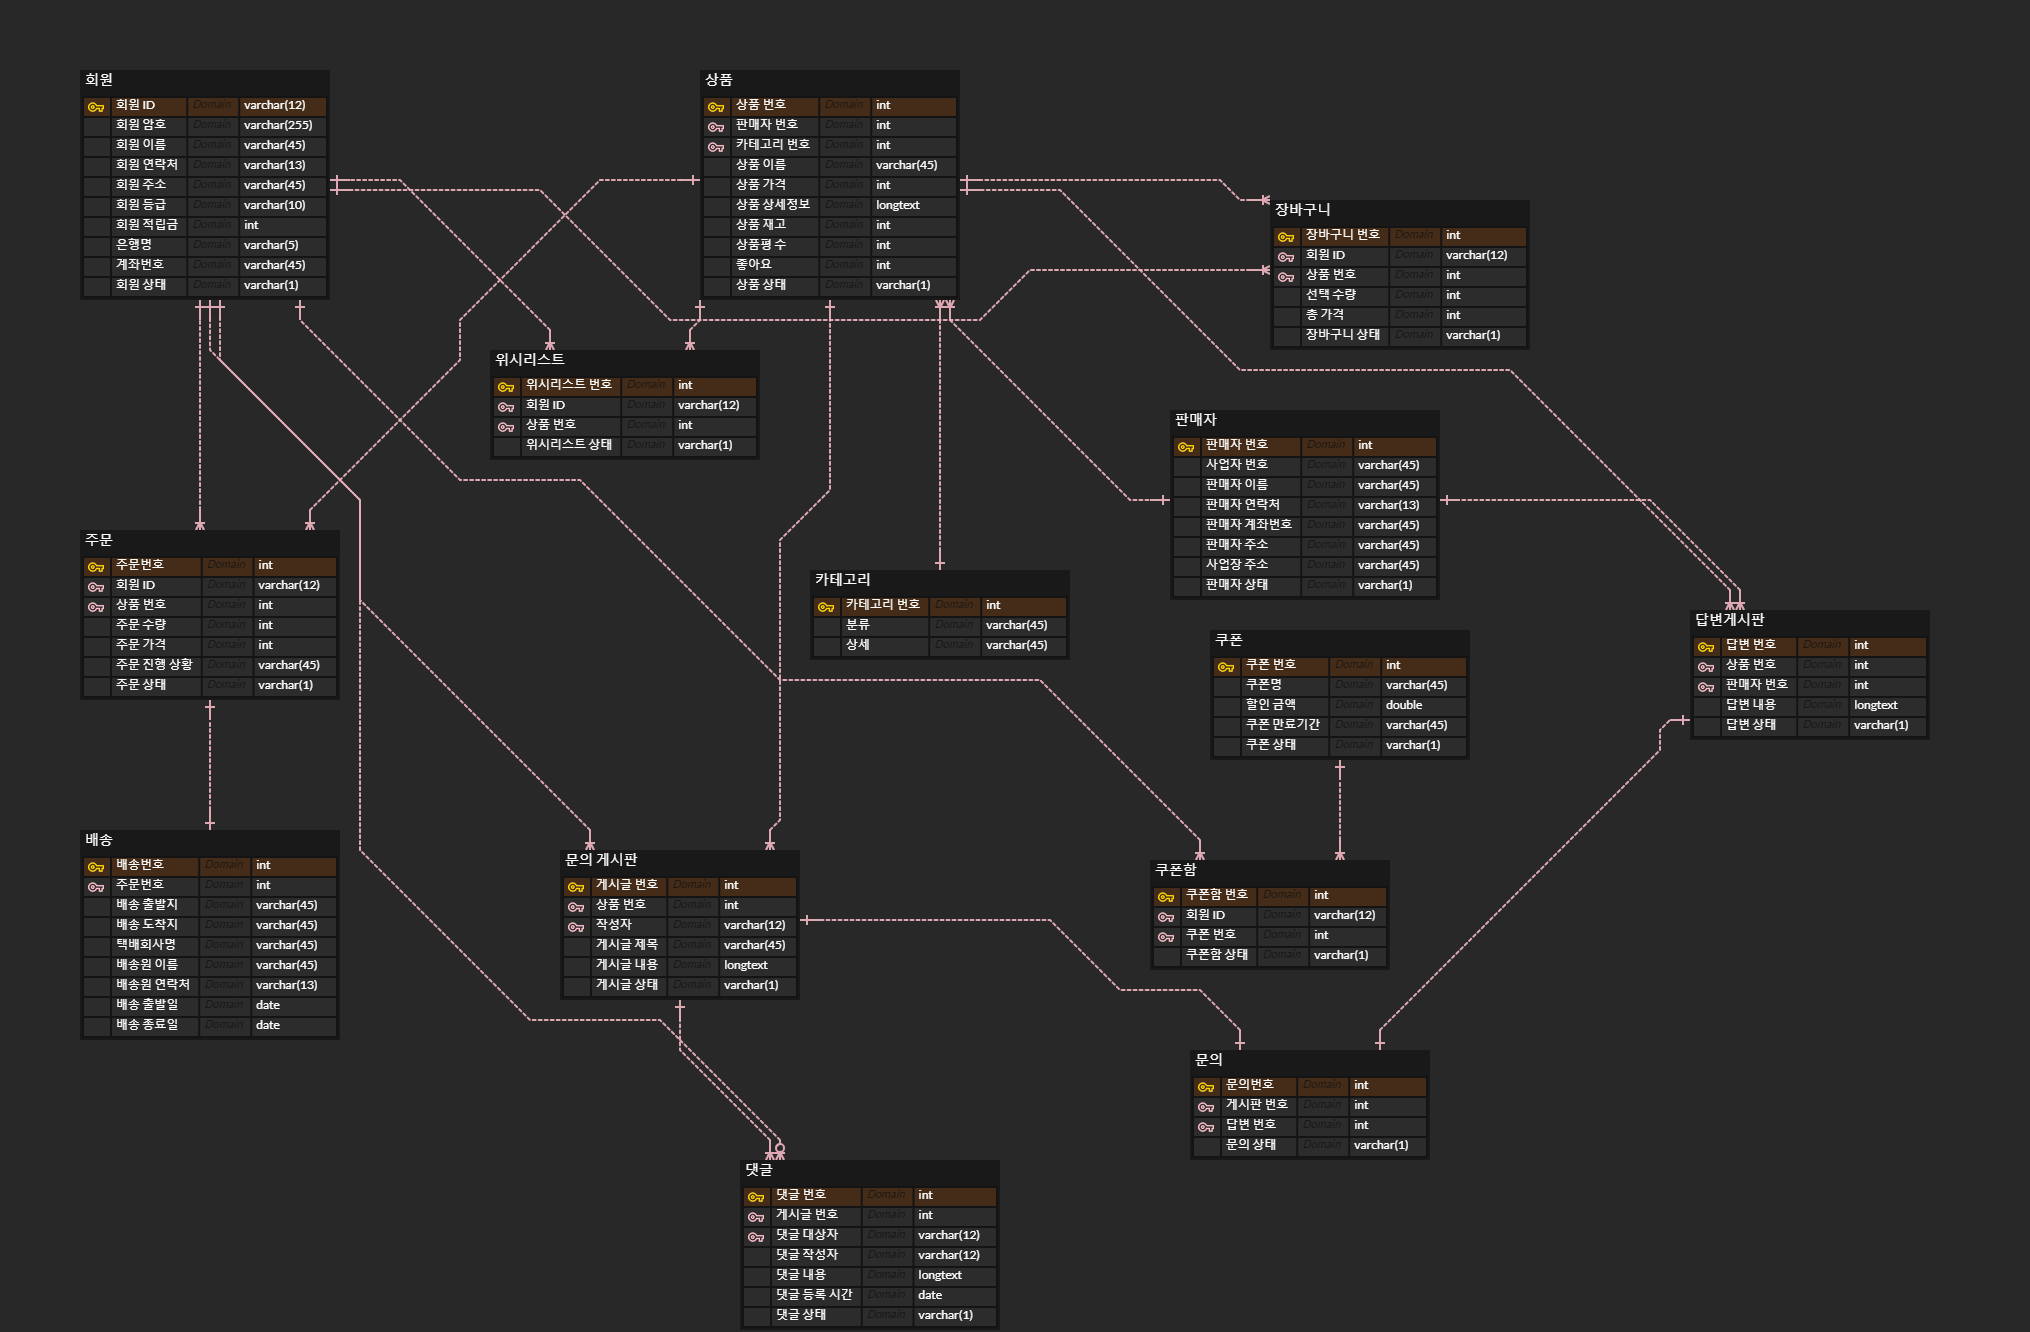 회원
회원 ID Domain varchar(12)
회원 암호 Domain varchar(255)
회원 이름 Domain varchar(45)
회원 연락처 Domain varchar(13)
회원 주소 Domain varchar(45)
회원 등급 Domain varchar(10)
회원 적립금 Domain int
은행명 Domain varchar(5)
계좌번호 Domain varchar(45)
회원 상태 Domain varchar(1)
상품
상품 번호 Domain int
판매자 번호 Domain int
카테고리 번호 Domain int
상품 이름 Domain varchar(45)
상품 가격 Domain int
상품 상세정보 Domain longtext
상품 재고 Domain int
상품평 수 Domain int
좋아요 Domain int
상품 상태 Domain varchar(1)
장바구니
장바구니 번호 Domain int
회원 ID Domain varchar(12)
상품 번호 Domain int
선택 수량 Domain int
총 가격 Domain int
장바구니 상태 Domain varchar(1)
위시리스트
위시리스트 번호 Domain int
회원 ID Domain varchar(12)
상품 번호 Domain int
위시리스트 상태 Domain varchar(1)
판매자
판매자 번호 Domain int
사업자 번호 Domain varchar(45)
판매자 이름 Domain varchar(45)
판매자 연락처 Domain varchar(13)
판매자 계좌번호 Domain varchar(45)
판매자 주소 Domain varchar(45)
사업장 주소 Domain varchar(45)
판매자 상태 Domain varchar(1)
주문
주문번호 Domain int
회원 ID Domain varchar(12)
상품 번호 Domain int
주문 수량 Domain int
주문 가격 Domain int
주문 진행 상황 Domain varchar(45)
주문 상태 Domain varchar(1)
카테고리
카테고리 번호 Domain int
분류 Domain varchar(45)
상세 Domain varchar(45)
쿠폰
쿠폰 번호 Domain int
쿠폰명 Domain varchar(45)
할인 금액 Domain double
쿠폰 만료기간 Domain varchar(45)
쿠폰 상태 Domain varchar(1)
답변게시판
답변 번호 Domain int
상품 번호 Domain int
판매자 번호 Domain int
답변 내용 Domain longtext
답변 상태 Domain varchar(1)
배송
배송번호 Domain int
주문번호 Domain int
배송 출발지 Domain varchar(45)
배송 도착지 Domain varchar(45)
택배회사명 Domain varchar(45)
배송원 이름 Domain varchar(45)
배송원 연락처 Domain varchar(13)
배송 출발일 Domain date
배송 종료일 Domain date
문의 게시판
게시글 번호 Domain int
상품 번호 Domain int
작성자 Domain varchar(12)
게시글 제목 Domain varchar(45)
게시글 내용 Domain longtext
게시글 상태 Domain varchar(1)
쿠폰함
쿠폰함 번호 Domain int
회원 ID Domain varchar(12)
쿠폰 번호 Domain int
쿠폰함 상태 Domain varchar(1)
문의
문의번호 Domain int
게시판 번호 Domain int
답변 번호 Domain int
문의 상태 Domain varchar(1)
댓글
댓글 번호 Domain int
게시글 번호 Domain int
댓글 대상자 Domain varchar(12)
댓글 작성자 Domain varchar(12)
댓글 내용 Domain longtext
댓글 등록 시간 Domain date
댓글 상태 Domain varchar(1)